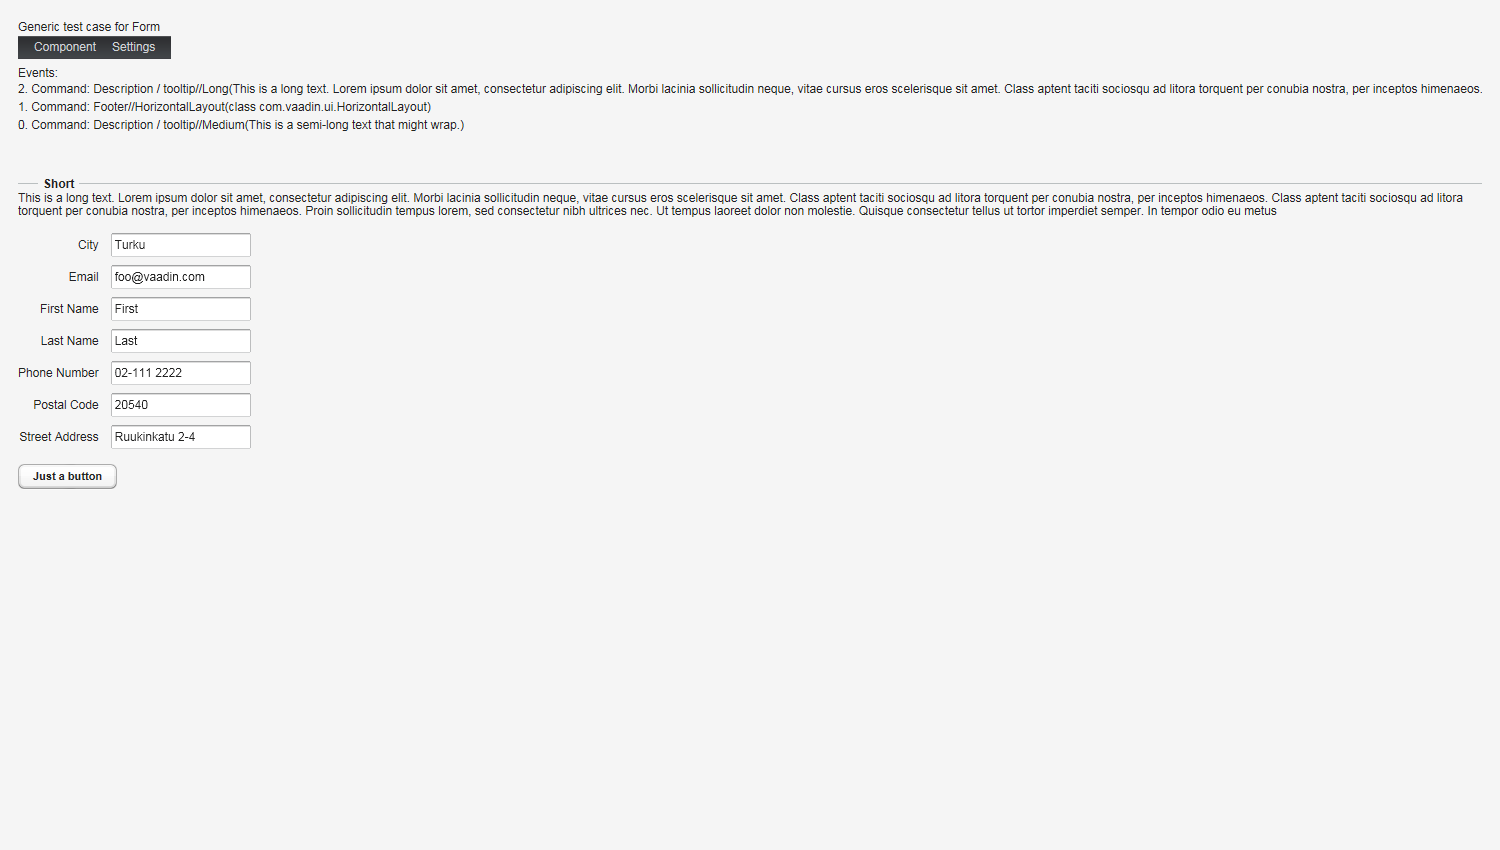 Generic test case for Form
Component Settings
Events:
2. Command: Description / tooltip//Long(This is a long text. Lorem ipsum dolor sit amet, consectetur adipiscing elit. Morbi lacinia sollicitudin neque, vitae cursus eros scelerisque sit amet. Class aptent taciti sociosqu ad litora torquent per conubia nostra, per inceptos himenaeos.
1. Command: Footer//HorizontalLayout(class com.vaadin.ui.HorizontalLayout)
0. Command: Description / tooltip//Medium(This is a semi-long text that might wrap.)
Short
This is a long text. Lorem ipsum dolor sit amet, consectetur adipiscing elit. Morbi lacinia sollicitudin neque, vitae cursus eros scelerisque sit amet. Class aptent taciti sociosqu ad litora torquent per conubia nostra, per inceptos himenaeos. Class aptent taciti sociosqu ad litora
torquent per conubia nostra, per inceptos himenaeos. Proin sollicitudin tempus lorem, sed consectetur nibh ultrices nec. Ut tempus laoreet dolor non molestie. Quisque consectetur tellus ut tortor imperdiet semper. In tempor odio eu metus
City Turku
Email foo@vaadin.com
First Name First
Last Name Last
Phone Number 02-111 2222
Postal Code 20540
Street Address Ruukinkatu 2-4
Just a button